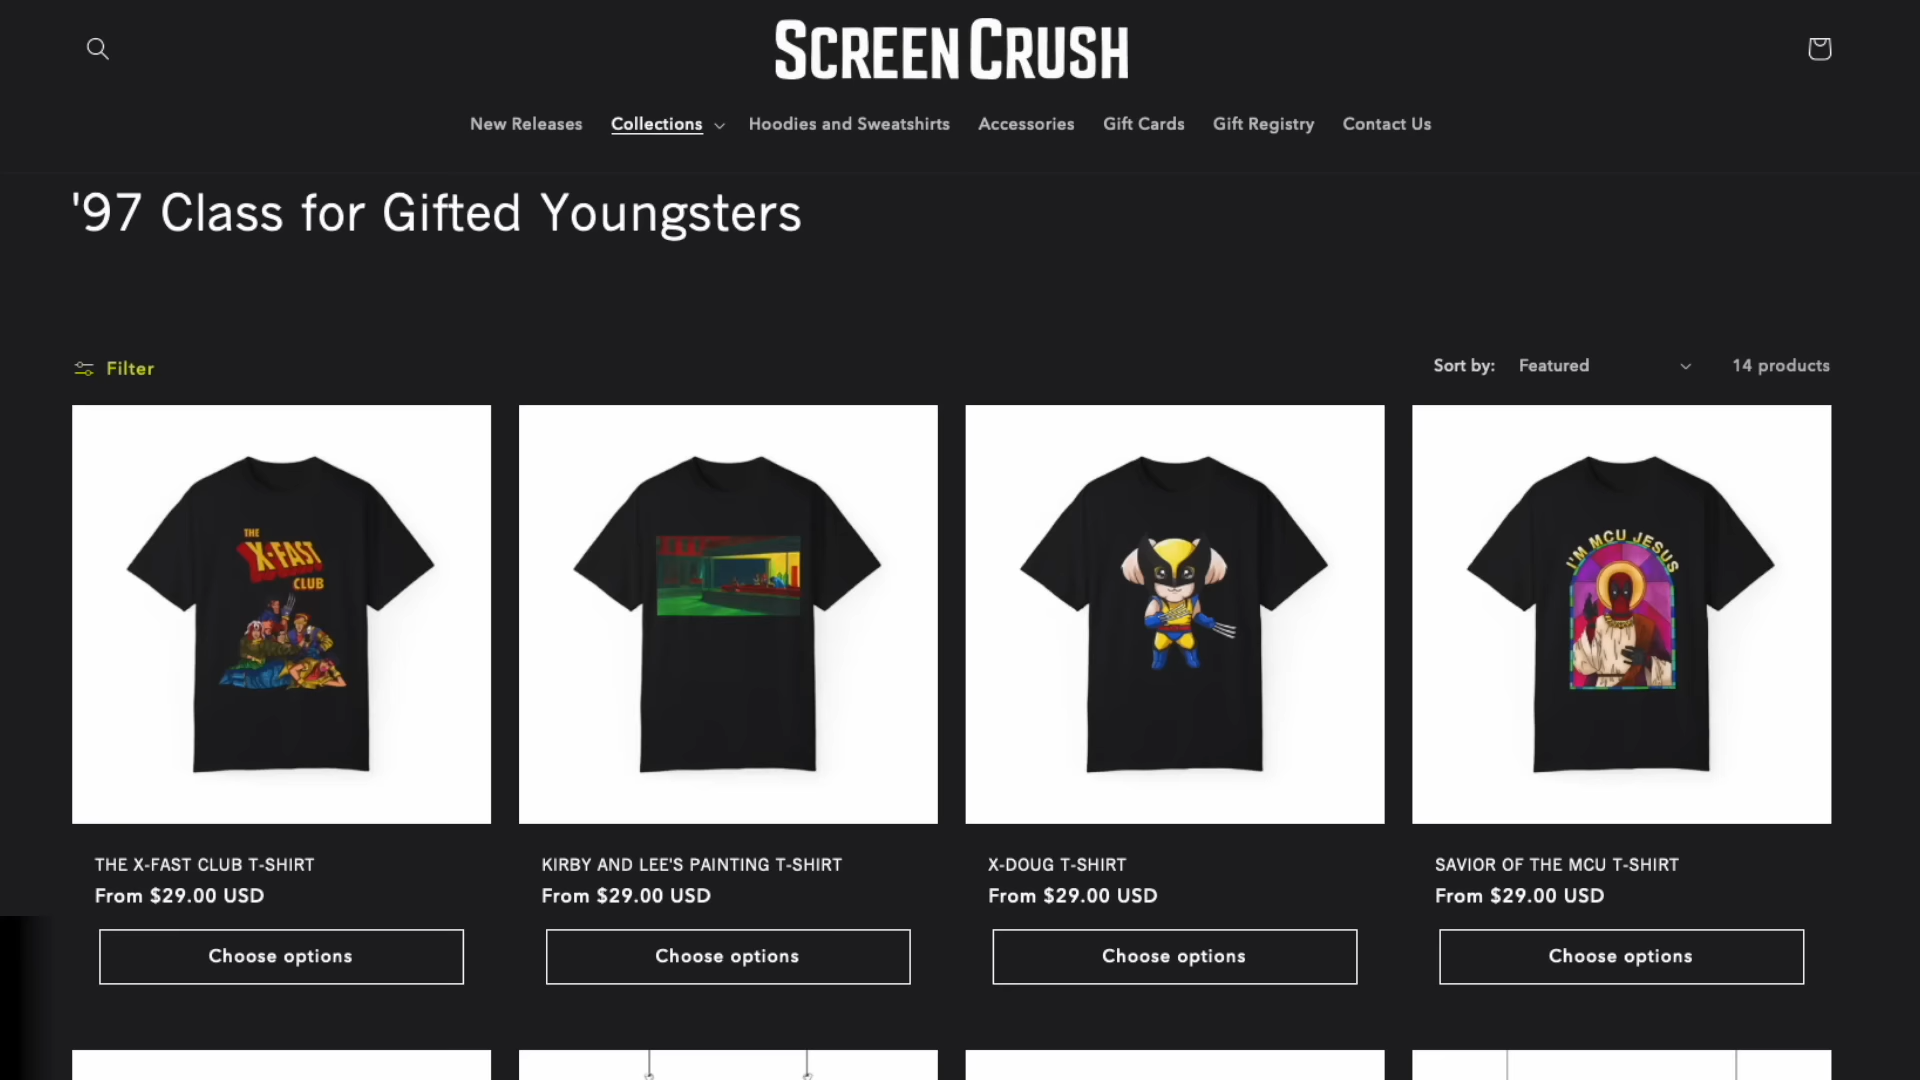 SCREEN CRUSH
New Releases Collections Hoodies and Sweatshirts Accessories Gift Cards Gift Registry Contact Us
'97 Class for Gifted Youngsters
Filter
Sort by: Featured 14 products
THE
X-FAST
CLUB
I'M MCU JESUS
THE X-FAST CLUB T-SHIRT
From $29.00 USD
Choose options
KIRBY AND LEE'S PAINTING T-SHIRT
From $29.00 USD
Choose options
X-DOUG T-SHIRT
From $29.00 USD
Choose options
SAVIOR OF THE MCU T-SHIRT
From $29.00 USD
Choose options